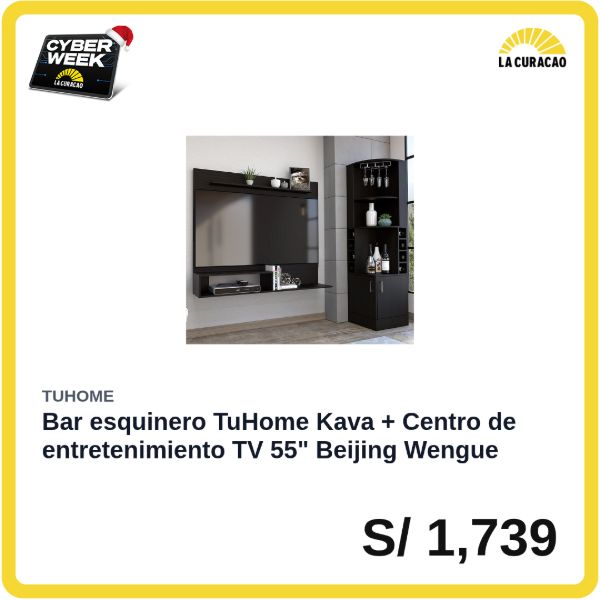 CYBER
WEEK
LA CURACAO
LA CURACAO
TUHOME
Bar esquinero TuHome Kava + Centro de
entretenimiento TV 55" Beijing Wengue
S/ 1,739